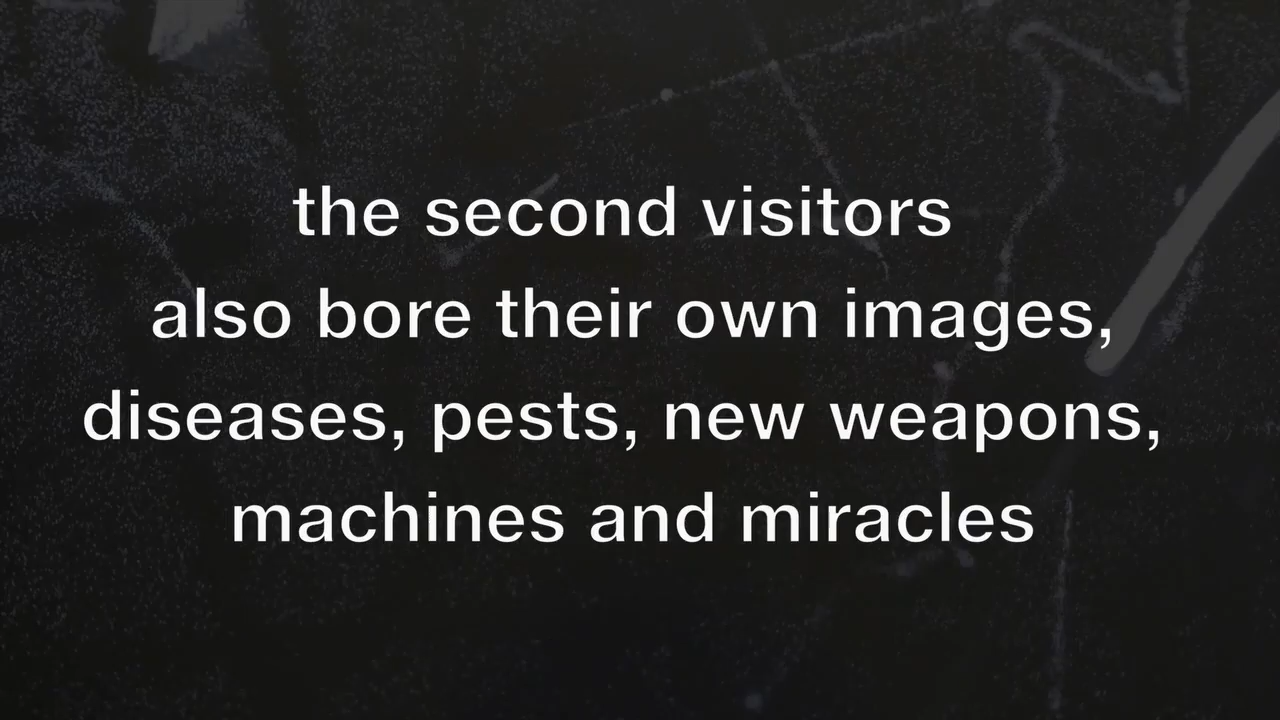 the second visitors
also bore their own images,
diseases, pests, new weapons,
machines and miracles